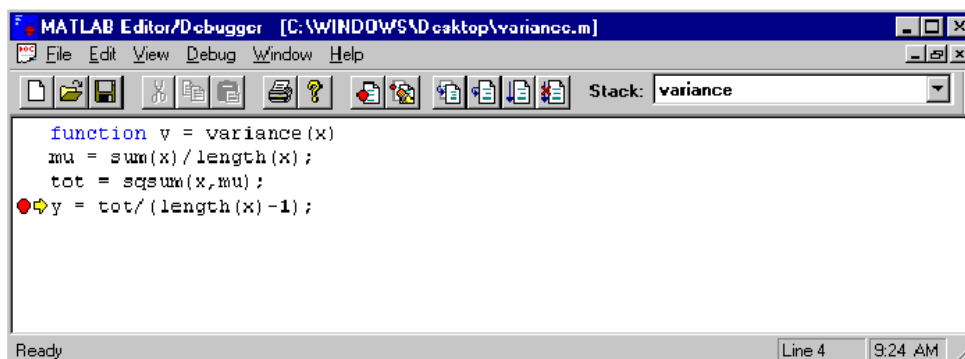 MATLAB Editor/Debugger [C:\WINDOWS\Desktop\variance.m]
File Edit View Debug Window Help
Stack: variance
function y = variance(x)
mu = sum(x)/length(x);
tot = sqsum(x,mu);
y = tot/(length(x)-1);
Ready Line 4 9:24 AM